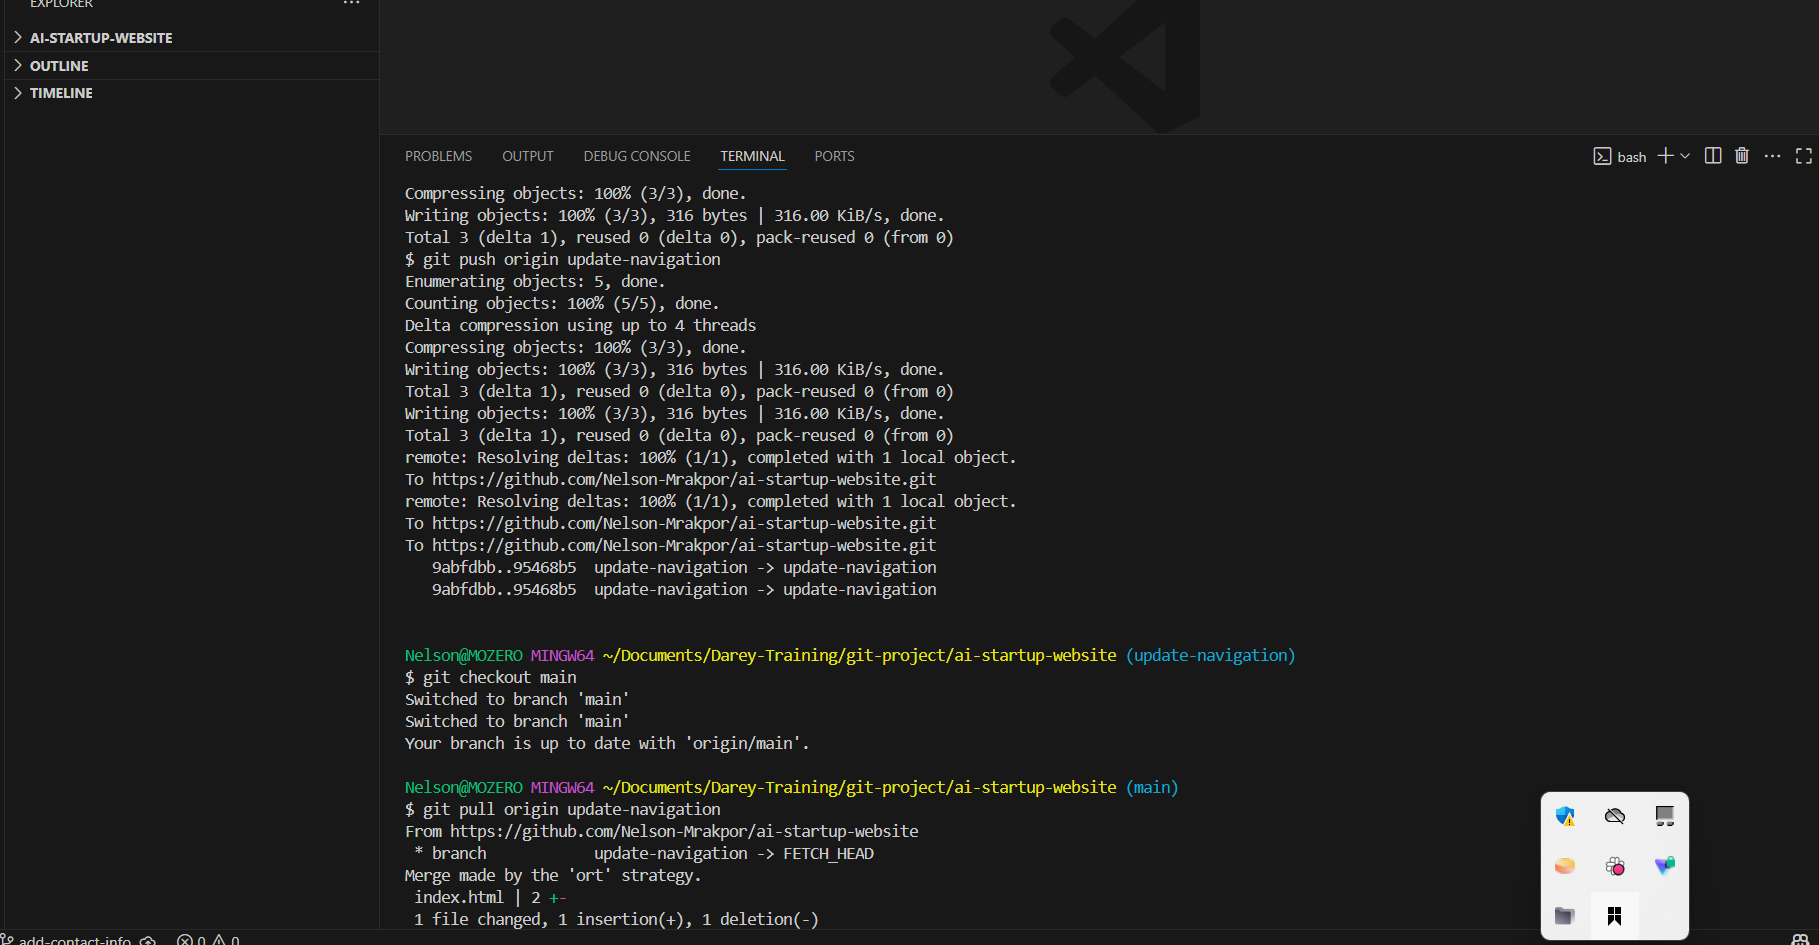 EXPLORER
AI-STARTUP-WEBSITE
OUTLINE
TIMELINE
PROBLEMS OUTPUT DEBUG CONSOLE TERMINAL PORTS
bash
Compressing objects: 100% (3/3), done.
Writing objects: 100% (3/3), 316 bytes | 316.00 KiB/s, done.
Total 3 (delta 1), reused 0 (delta 0), pack-reused 0 (from 0)
$ git push origin update-navigation
Enumerating objects: 5, done.
Counting objects: 100% (5/5), done.
Delta compression using up to 4 threads
Compressing objects: 100% (3/3), done.
Writing objects: 100% (3/3), 316 bytes | 316.00 KiB/s, done.
Total 3 (delta 1), reused 0 (delta 0), pack-reused 0 (from 0)
Writing objects: 100% (3/3), 316 bytes | 316.00 KiB/s, done.
Total 3 (delta 1), reused 0 (delta 0), pack-reused 0 (from 0)
remote: Resolving deltas: 100% (1/1), completed with 1 local object.
To https://github.com/Nelson-Mrakpor/ai-startup-website.git
remote: Resolving deltas: 100% (1/1), completed with 1 local object.
To https://github.com/Nelson-Mrakpor/ai-startup-website.git
To https://github.com/Nelson-Mrakpor/ai-startup-website.git
9abfdbb..95468b5  update-navigation -> update-navigation
9abfdbb..95468b5  update-navigation -> update-navigation
Nelson@MOZERO MINGW64 ~/Documents/Darey-Training/git-project/ai-startup-website (update-navigation)
$ git checkout main
Switched to branch 'main'
Switched to branch 'main'
Your branch is up to date with 'origin/main'.
Nelson@MOZERO MINGW64 ~/Documents/Darey-Training/git-project/ai-startup-website (main)
$ git pull origin update-navigation
From https://github.com/Nelson-Mrakpor/ai-startup-website
* branch            update-navigation -> FETCH_HEAD
Merge made by the 'ort' strategy.
index.html | 2 +-
1 file changed, 1 insertion(+), 1 deletion(-)
add-contact-info 0 0